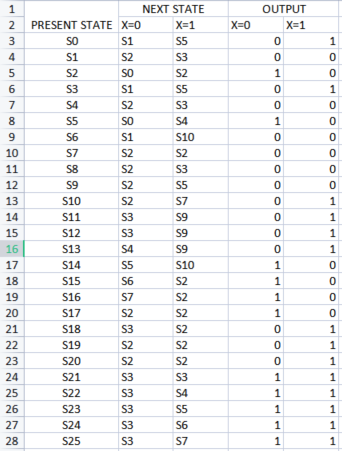 1 NEXT STATE OUTPUT
2 PRESENT STATE X=0 X=1 X=0 X=1
3 S0 S1 S5 0 1
4 S1 S2 S3 0 0
5 S2 S0 S2 1 0
6 S3 S1 S5 0 1
7 S4 S2 S3 0 0
8 S5 S0 S4 1 0
9 S6 S1 S10 0 0
10 S7 S2 S2 0 0
11 S8 S2 S3 0 0
12 S9 S2 S5 0 0
13 S10 S2 S7 0 1
14 S11 S3 S9 0 1
15 S12 S3 S9 0 1
16 S13 S4 S9 0 1
17 S14 S5 S10 1 0
18 S15 S6 S2 1 0
19 S16 S7 S2 1 0
20 S17 S2 S2 1 0
21 S18 S3 S2 0 1
22 S19 S2 S2 0 1
23 S20 S2 S2 0 1
24 S21 S3 S3 1 1
25 S22 S3 S4 1 1
26 S23 S3 S5 1 1
27 S24 S3 S6 1 1
28 S25 S3 S7 1 1